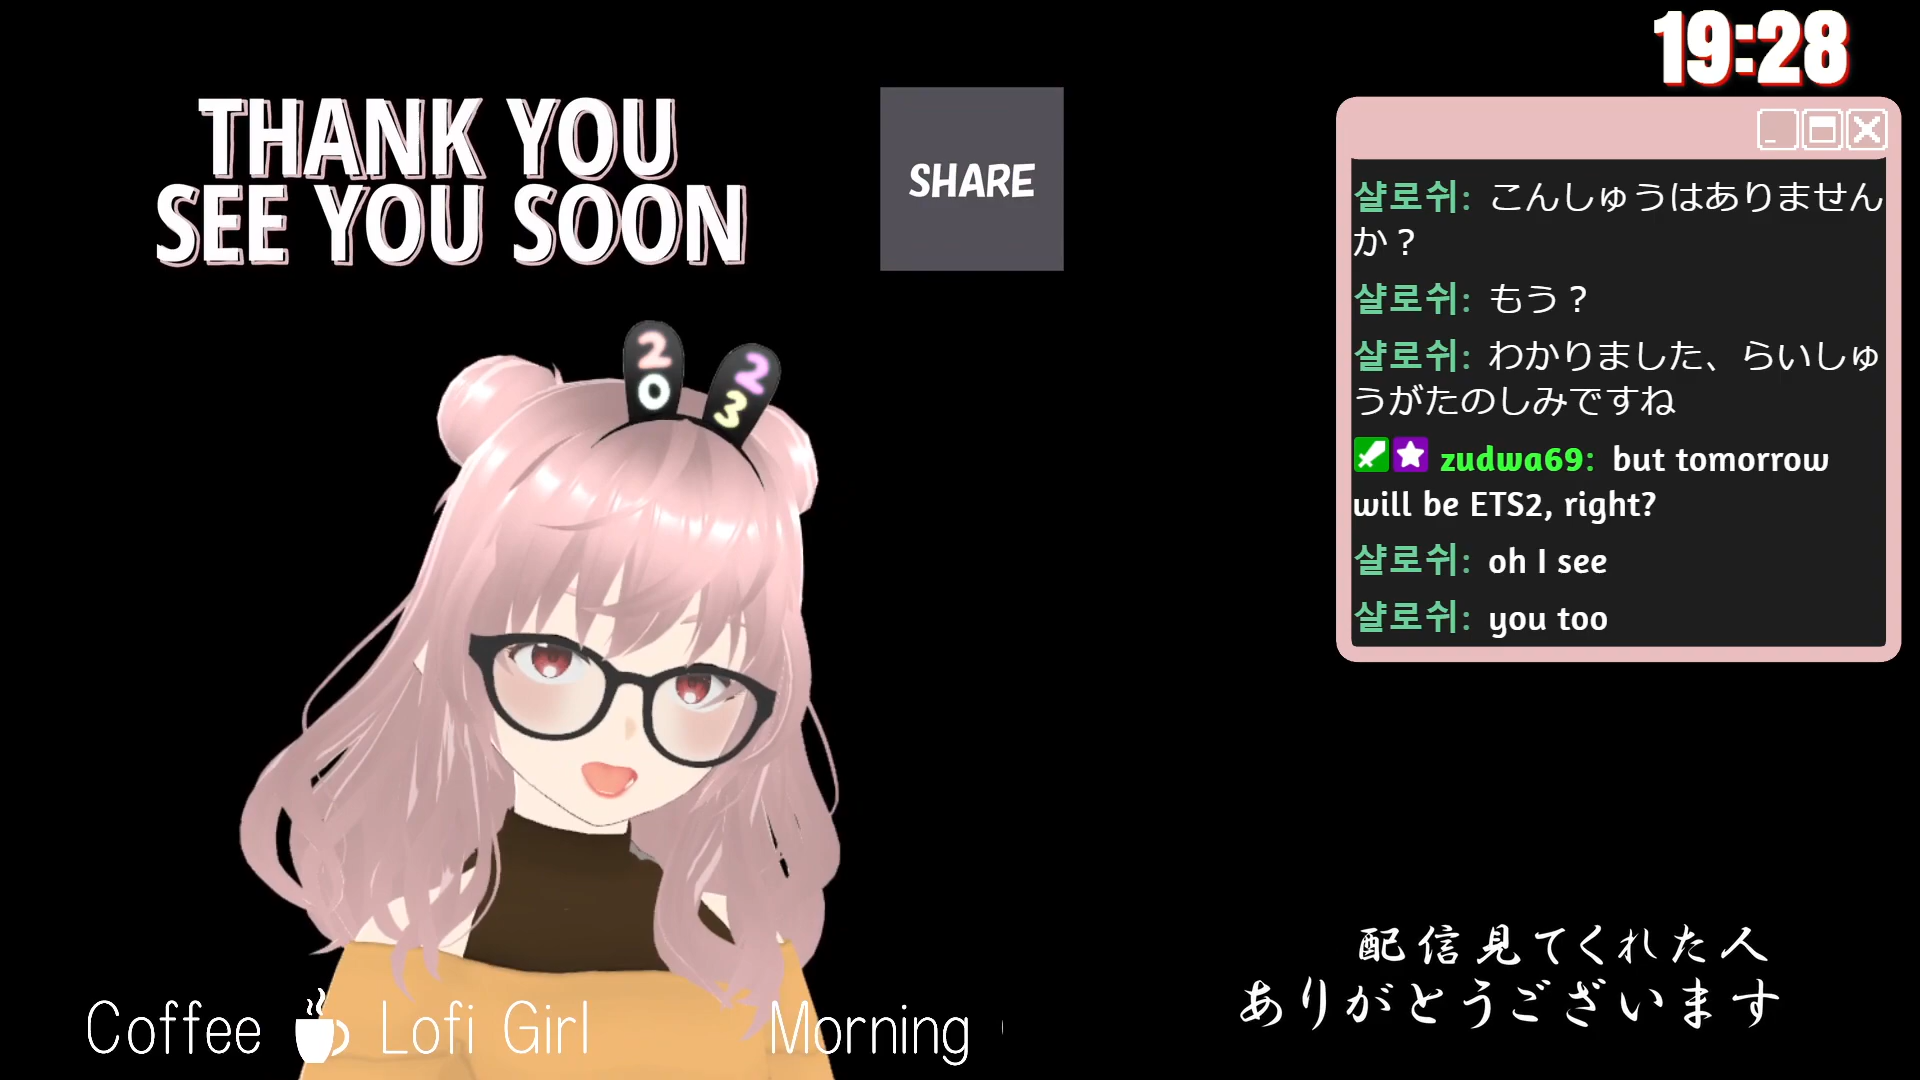 19:28
THANK YOU
SEE YOU SOON
SHARE
샬로쉬: こんしゅうはありません
か？
샬로쉬: もう？
샬로쉬: わかりました、らいしゅ
うがたのしみですね
zudwa69: but tomorrow
will be ETS2, right?
샬로쉬: oh I see
샬로쉬: you too
2 2
0 3
配信見てくれた人
ありがとうございます
Coffee Lofi Girl Morning